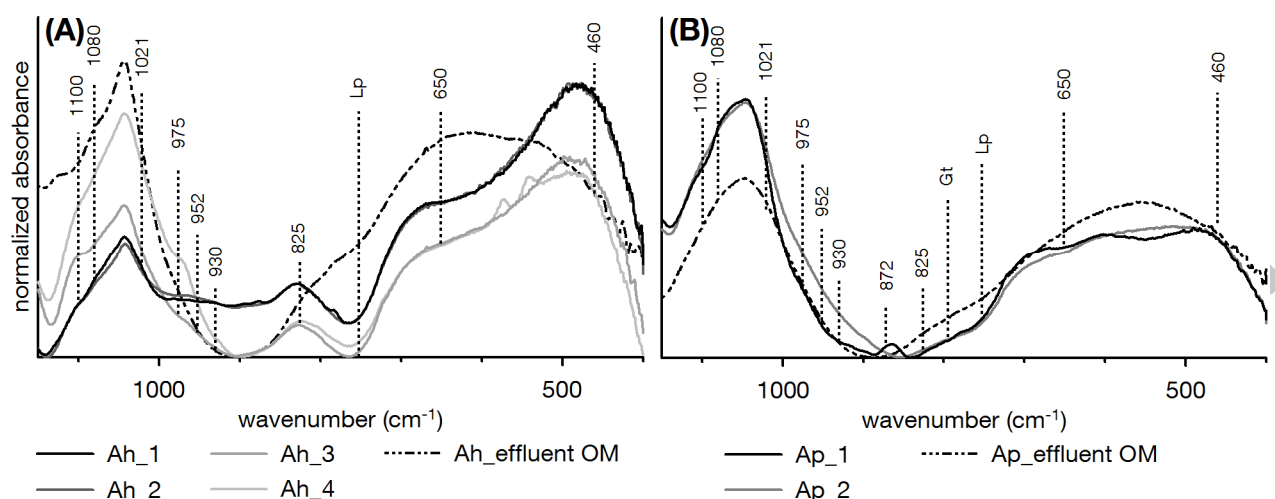 (A)
1100
1080
1021
975
952
930
825
Lp
650
460
normalized absorbance
1000
500
wavenumber (cm⁻¹)
Ah_1
Ah_3
Ah_effluent OM
Ah_2
Ah_4
(B)
1100
1080
1021
975
952
930
872
825
Gt
Lp
650
460
1000
500
wavenumber (cm⁻¹)
Ap_1
Ap_effluent OM
Ap_2